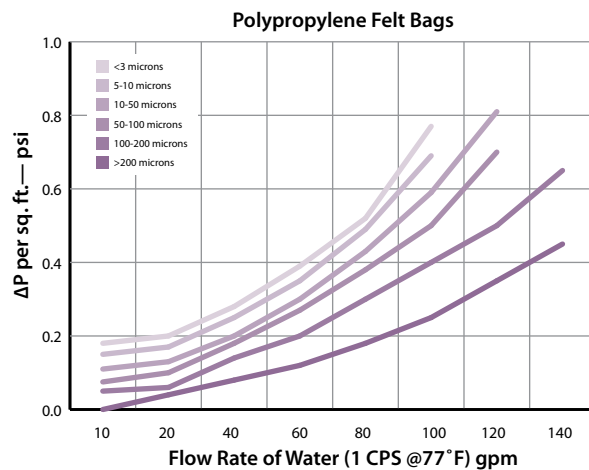 Polypropylene Felt Bags
1.0
0.8
0.6
0.4
0.2
0.0
<3 microns
5-10 microns
10-50 microns
50-100 microns
100-200 microns
>200 microns
ΔP per sq. ft.— psi
10 20 40 60 80 100 120 140
Flow Rate of Water (1 CPS @77˚F) gpm